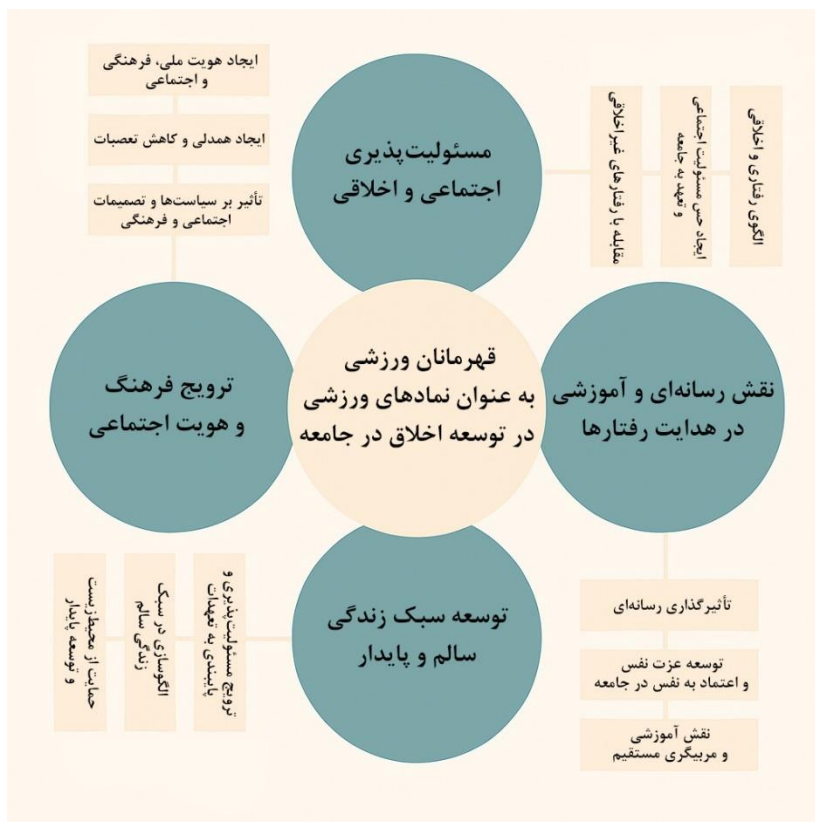 مسئولیت‌پذیری
اجتماعی و اخلاقی
الگوی رفتاری و اخلاقی
ایجاد حس مسئولیت اجتماعی
و تعهد به جامعه
مقابله با رفتارهای غیراخلاقی
ایجاد هویت ملی، فرهنگی
و اجتماعی
ایجاد همدلی و کاهش تعصبات
تأثیر بر سیاست‌ها و تصمیمات
اجتماعی و فرهنگی
قهرمانان ورزشی
به عنوان نمادهای ورزشی
در توسعه اخلاق در جامعه
نقش رسانه‌ای و آموزشی
در هدایت رفتارها
ترویج فرهنگ
و هویت اجتماعی
توسعه سبک زندگی
سالم و پایدار
تأثیرگذاری رسانه‌ای
توسعه عزت نفس
و اعتماد به نفس در جامعه
نقش آموزشی
و مربیگری مستقیم
ترویج مسئولیت‌پذیری و
پایبندی به تعهدات
الگوسازی در سبک
زندگی سالم
حمایت از محیط‌زیست
و توسعه پایدار